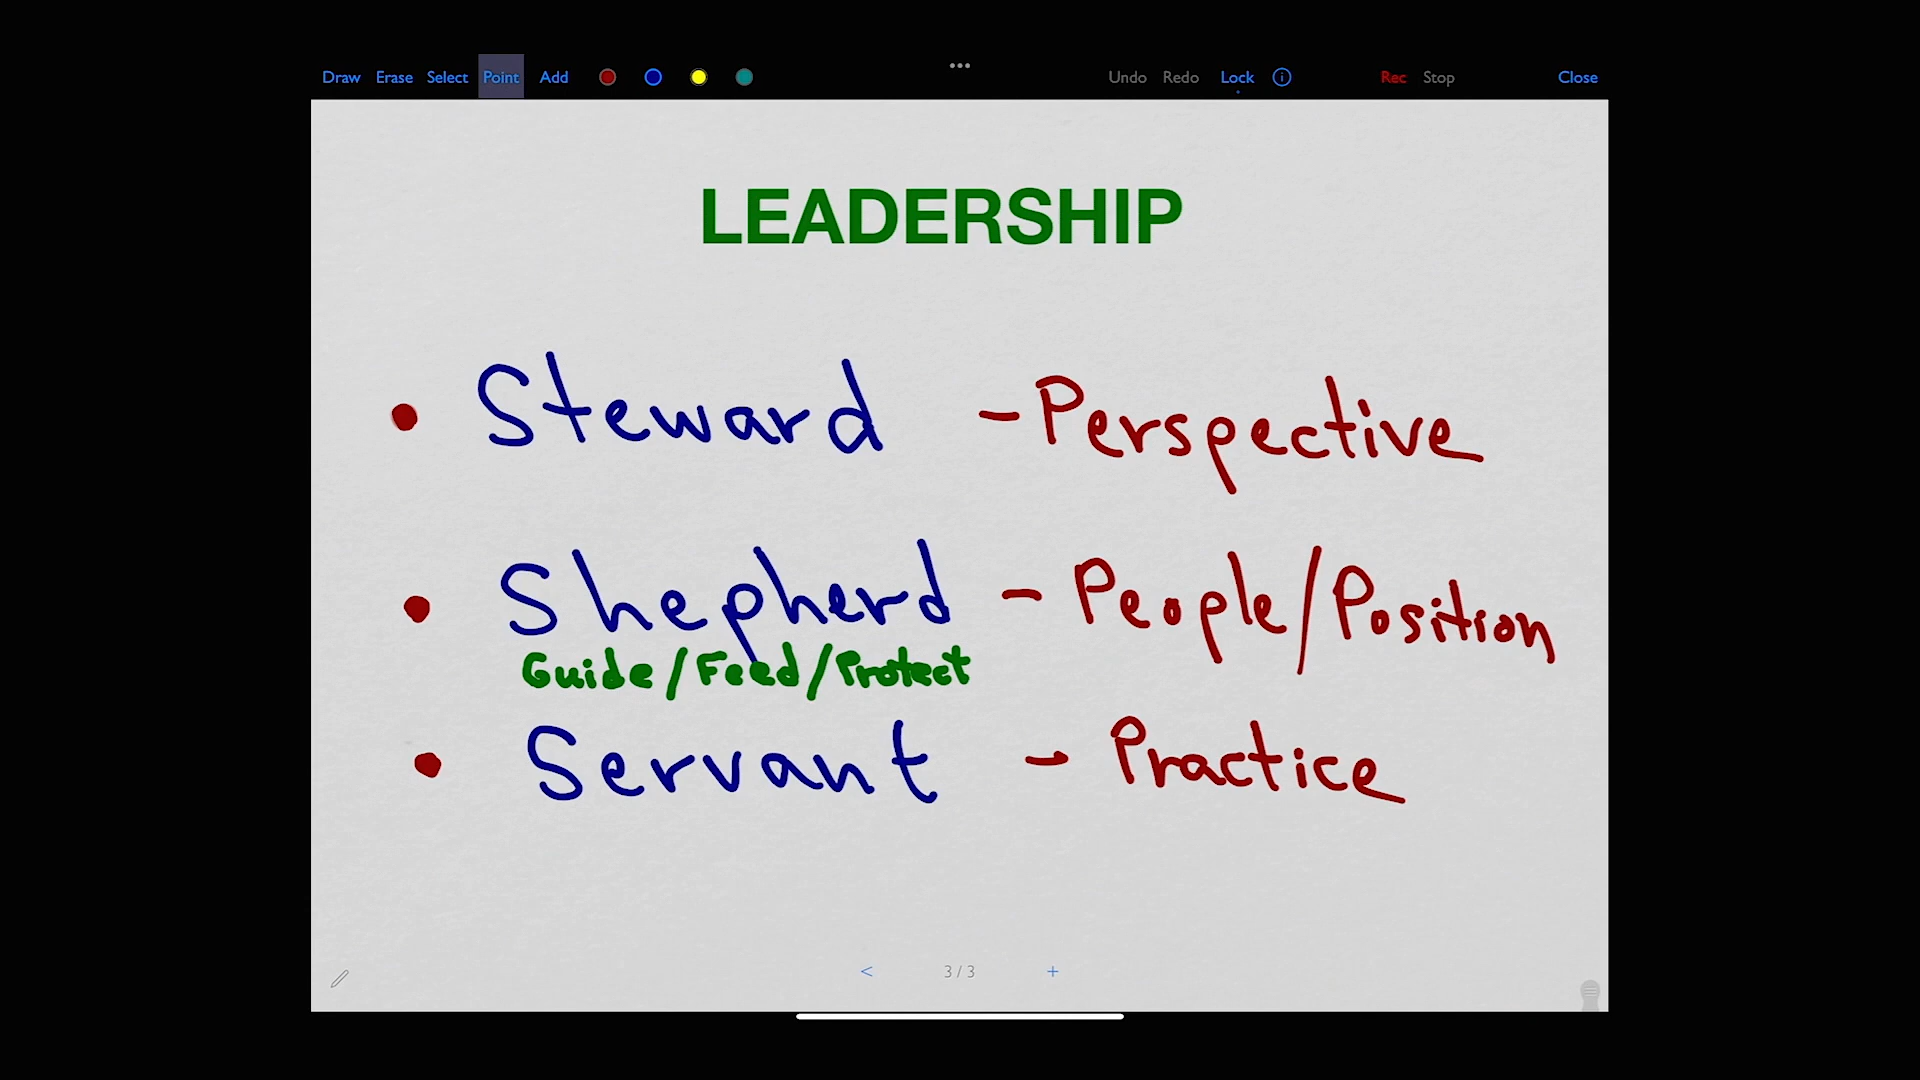 Draw Erase Select Point Add ... Undo Redo Lock i Rec Stop Close
LEADERSHIP
• Steward - Perspective
• Shepherd - People/Position
Guide/Feed/Protect
• Servant - Practice
< 3/3 +